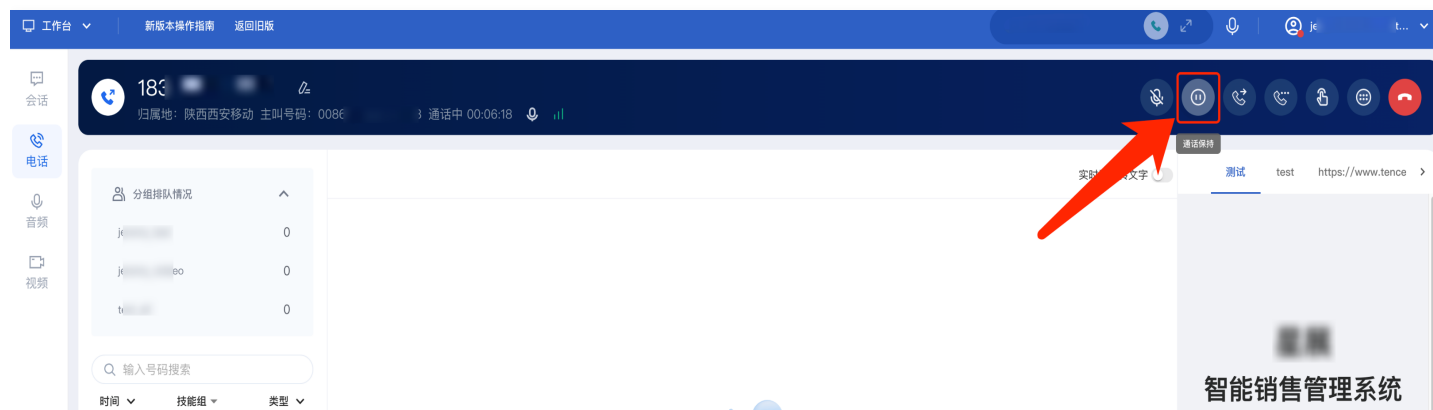 工作台 新版本操作指南 返回旧版
会话
电话
音频
视频
183
归属地：陕西西安移动 主叫号码：0086 通话中 00:06:18
通话保持
分组排队情况
0
0
0
输入号码搜索
时间 技能组 类型
实时 文字
测试 test https://www.tence
智能销售管理系统